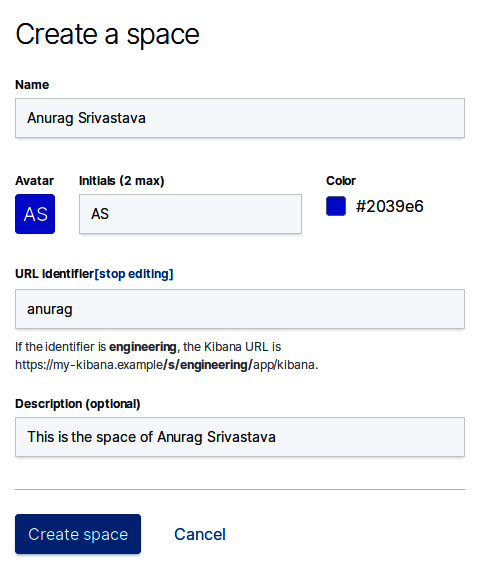 Create a space
Name
Anurag Srivastava
Avatar Initials (2 max) Color
AS AS #2039e6
URL identifier[stop editing]
anurag
If the identifier is engineering, the Kibana URL is
https://my-kibana.example/s/engineering/app/kibana.
Description (optional)
This is the space of Anurag Srivastava
Create space Cancel